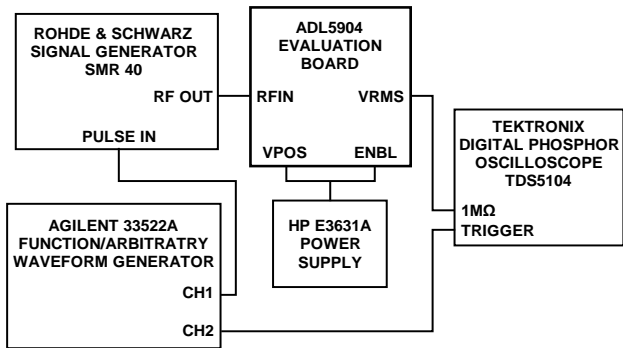 ROHDE & SCHWARZ
SIGNAL GENERATOR
SMR 40
RF OUT
PULSE IN
ADL5904
EVALUATION
BOARD
RFIN
VRMS
VPOS
ENBL
TEKTRONIX
DIGITAL PHOSPHOR
OSCILLOSCOPE
TDS5104
1MΩ
TRIGGER
AGILENT 33522A
FUNCTION/ARBITRATRY
WAVEFORM GENERATOR
CH1
CH2
HP E3631A
POWER
SUPPLY